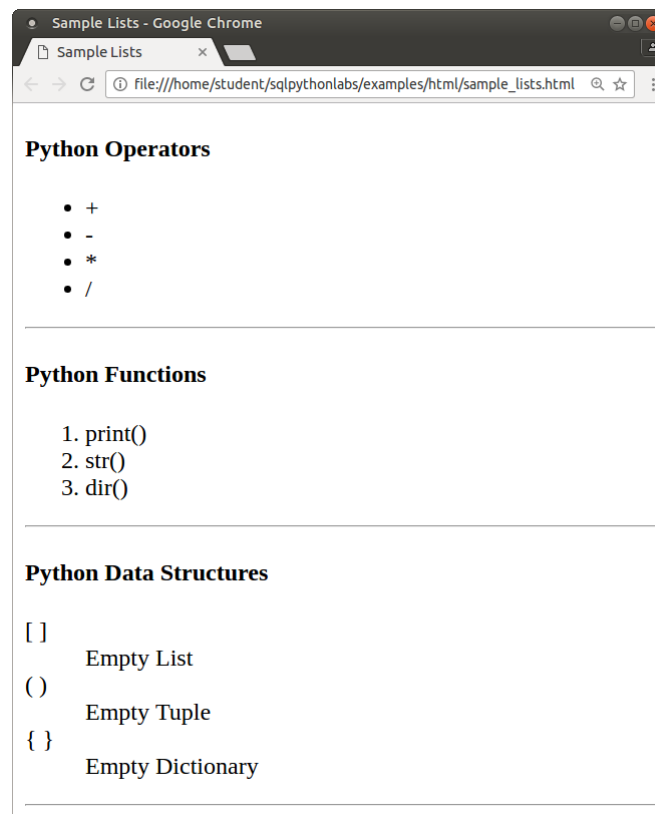 Sample Lists - Google Chrome
Sample Lists
file:///home/student/sqlpythonlabs/examples/html/sample_lists.html
Python Operators
+
-
*
/
Python Functions
1. print()
2. str()
3. dir()
Python Data Structures
[ ]
Empty List
( )
Empty Tuple
{ }
Empty Dictionary